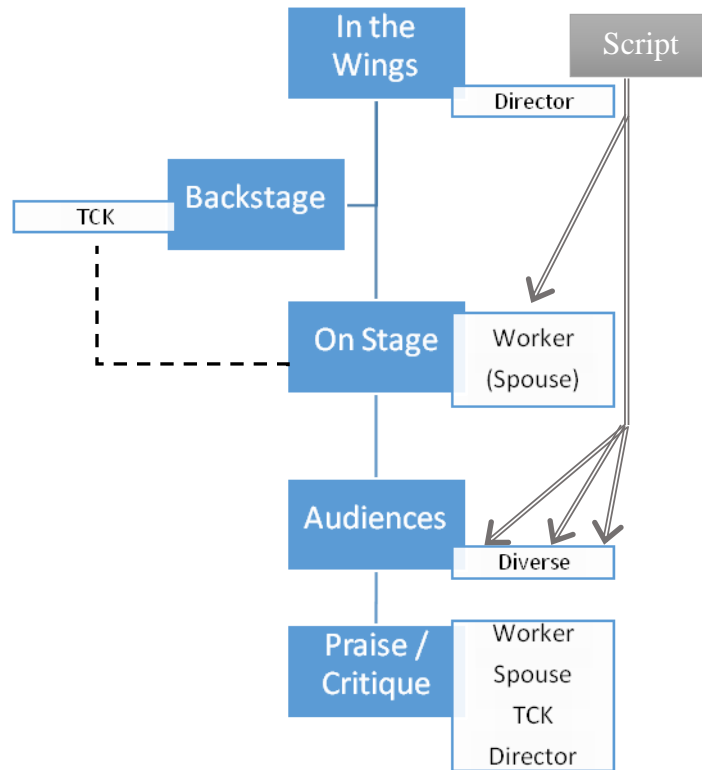 In the
Wings
Script
Director
Backstage
TCK
On Stage
Worker
(Spouse)
Audiences
Diverse
Praise /
Critique
Worker
Spouse
TCK
Director